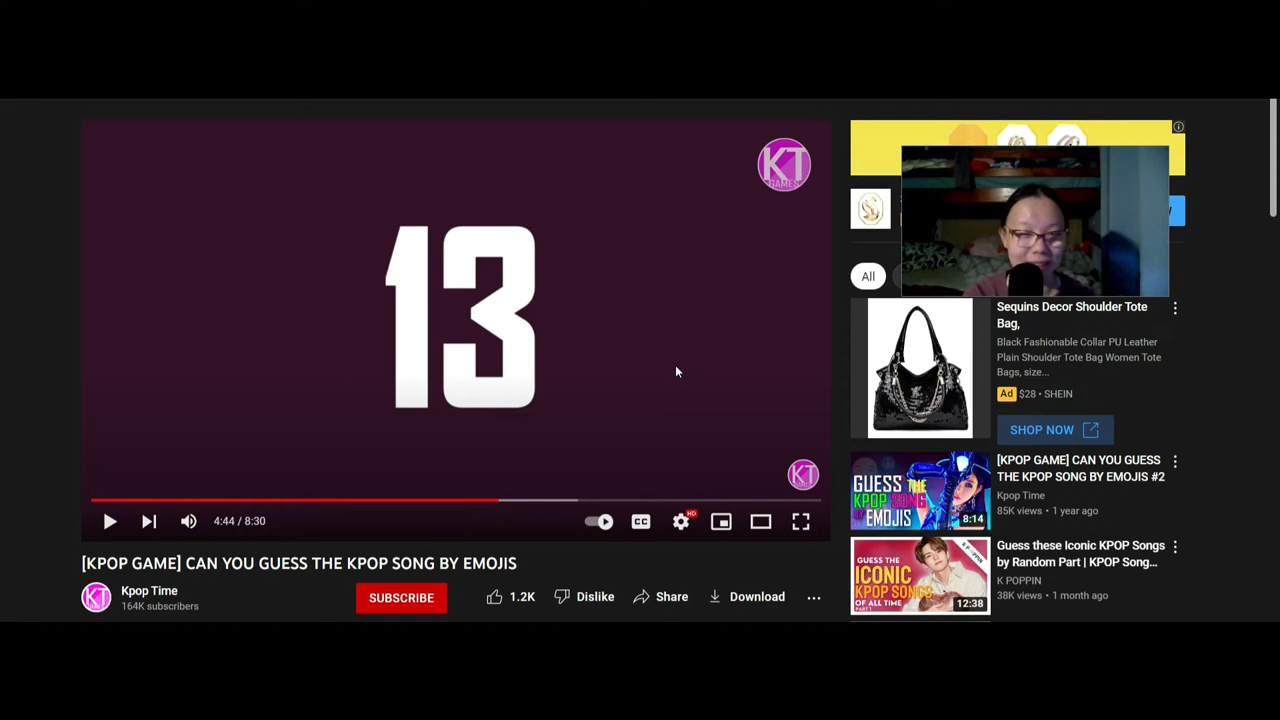 KT
GAMES
13
KT
4:44 / 8:30
CC
HD
[KPOP GAME] CAN YOU GUESS THE KPOP SONG BY EMOJIS
Kpop Time
164K subscribers
SUBSCRIBE
1.2K
Dislike
Share
Download
All
Sequins Decor Shoulder Tote
Bag,
Black Fashionable Collar PU Leather
Plain Shoulder Tote Bag Women Tote
Bags, size...
Ad $28 • SHEIN
SHOP NOW
GUESS THE
KPOP SONG
BY EMOJIS
8:14
[KPOP GAME] CAN YOU GUESS
THE KPOP SONG BY EMOJIS #2
Kpop Time
85K views • 1 year ago
GUESS THE
ICONIC
KPOP SONGS
OF ALL TIME
PART 1
12:38
Guess these Iconic KPOP Songs
by Random Part | KPOP Song...
K POPPIN
38K views • 1 month ago